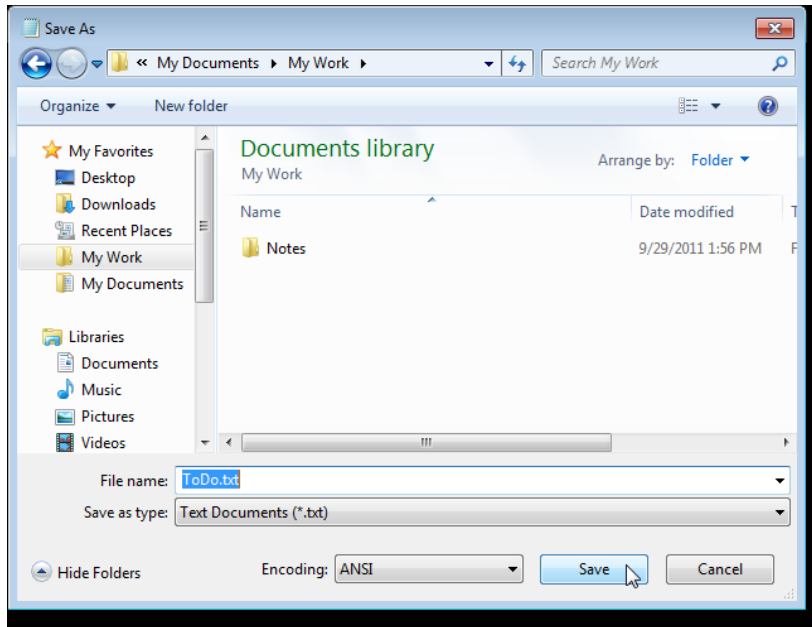 Save As
« My Documents My Work
Search My Work
Organize
New folder
My Favorites
Desktop
Downloads
Recent Places
My Work
My Documents
Libraries
Documents
Music
Pictures
Videos
Documents library
My Work
Arrange by: Folder
Name
Date modified
T
Notes
9/29/2011 1:56 PM
F
File name: ToDo.txt
Save as type: Text Documents (*.txt)
Hide Folders
Encoding: ANSI
Save
Cancel